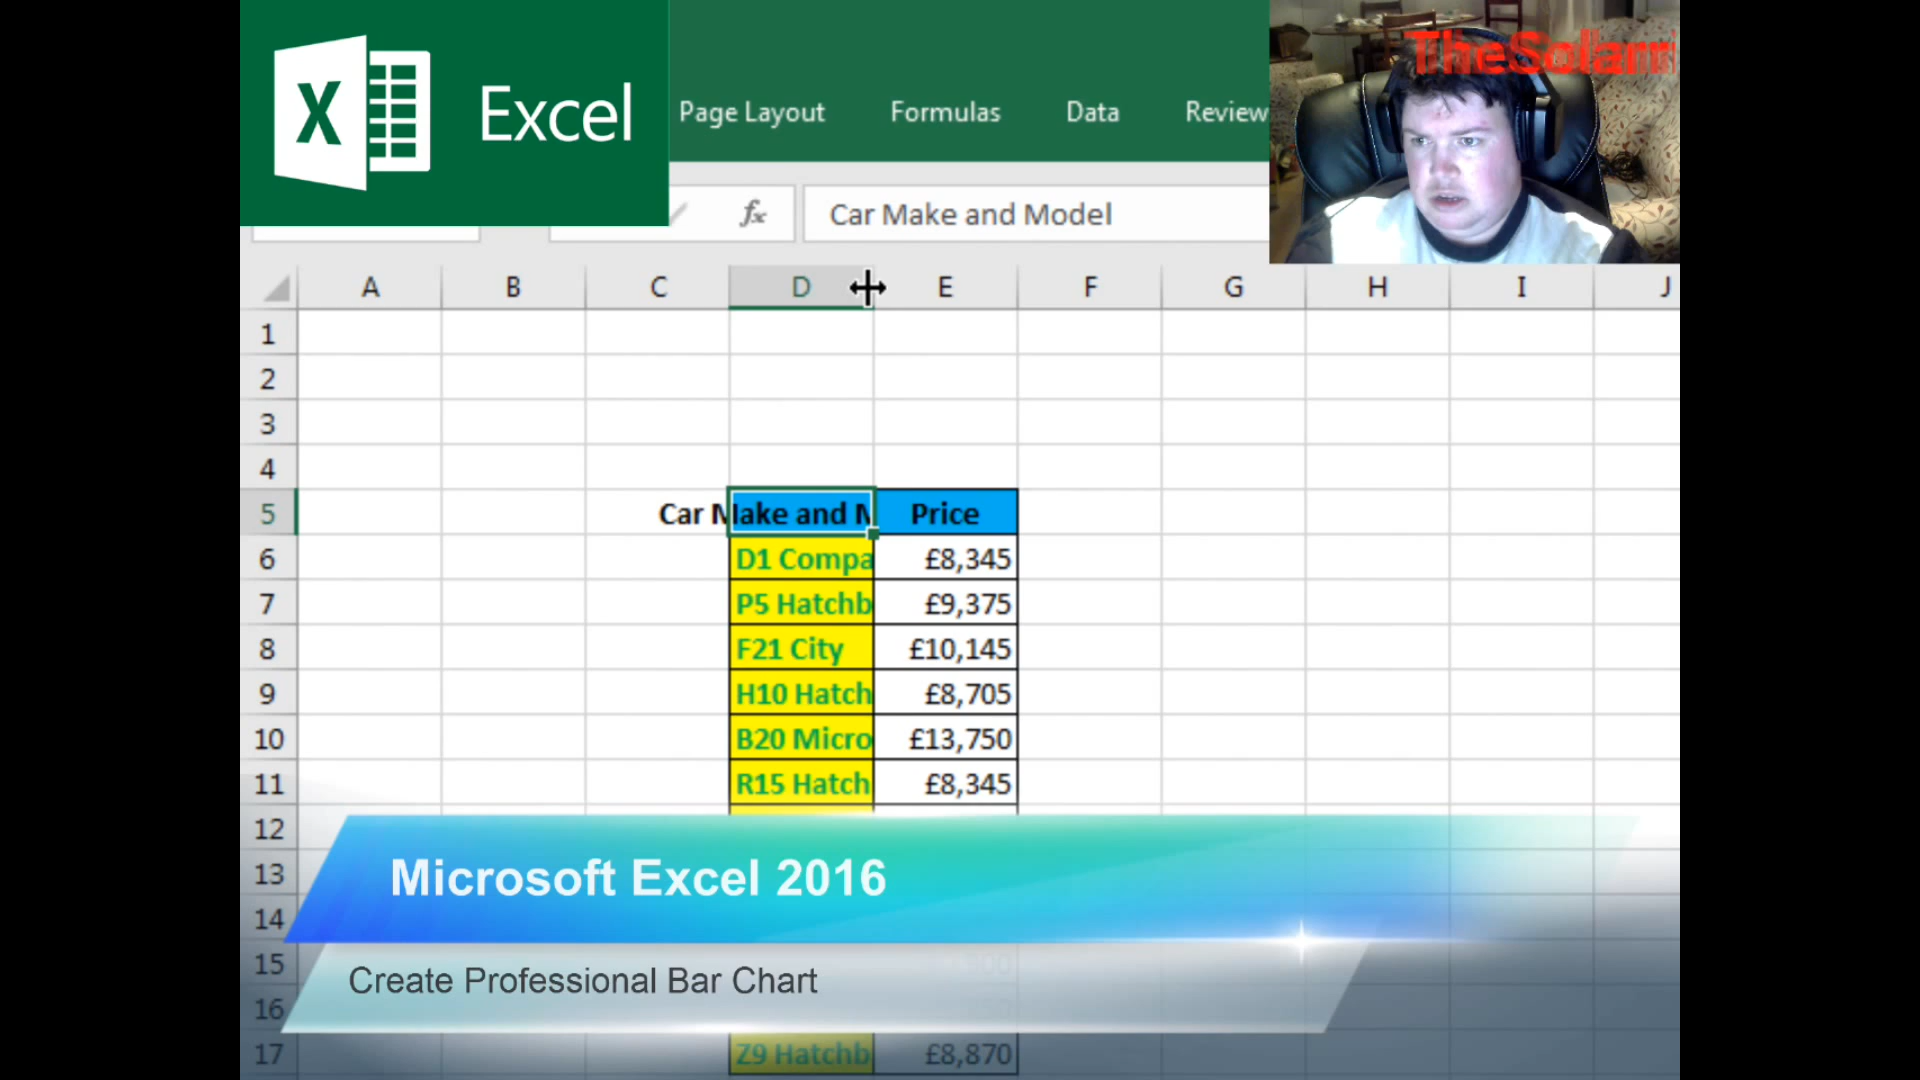 X Excel
Page Layout Formulas Data Review
fx Car Make and Model
TheSolarri
A B C D E F G H I J
1
2
3
4
5 Car Make and M Price
6 D1 Compa £8,345
7 P5 Hatchb £9,375
8 F21 City £10,145
9 H10 Hatch £8,705
10 B20 Micro £13,750
11 R15 Hatch £8,345
12
13
14
15
16
17 Z9 Hatchb £8,870
Microsoft Excel 2016
Create Professional Bar Chart